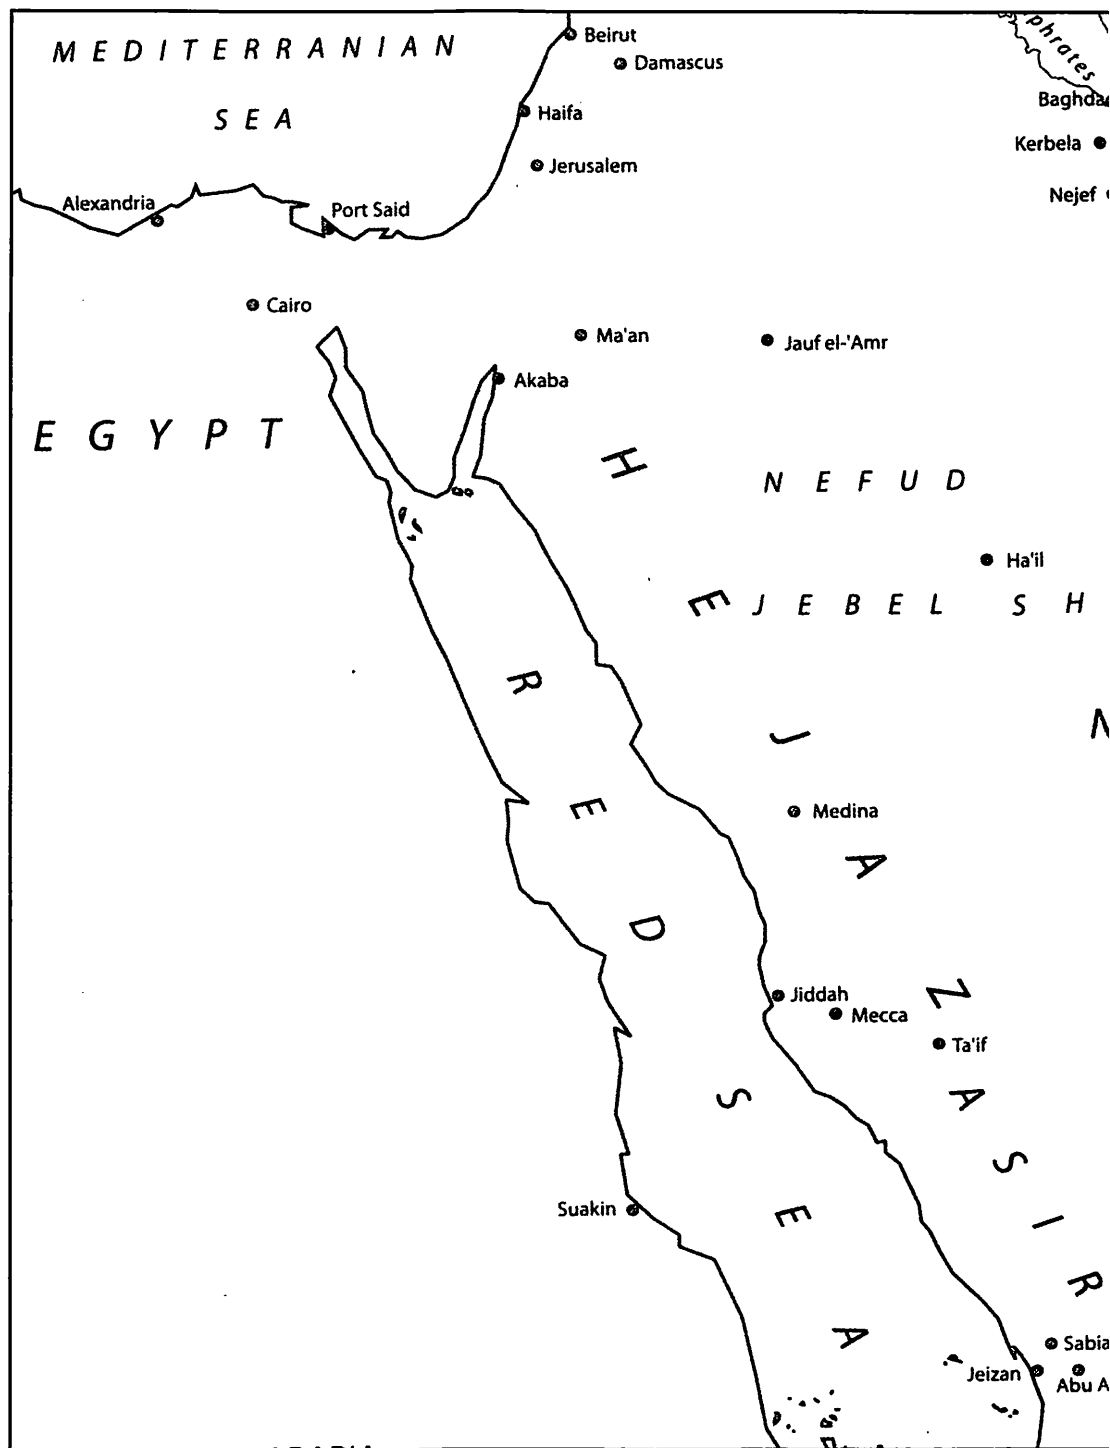 MEDITERRANIAN
SEA
Beirut
Damascus
phrates
Baghda
Haifa
Kerbela
Jerusalem
Nejef
Alexandria
Port Said
Cairo
Ma'an
Jauf el-'Amr
Akaba
EGYPT
NEFUD
Ha'il
JEBEL SH
HEJAZ
RED SEA
Medina
Jiddah
Mecca
Ta'if
ASIR
Suakin
Sabia
Jeizan
Abu A